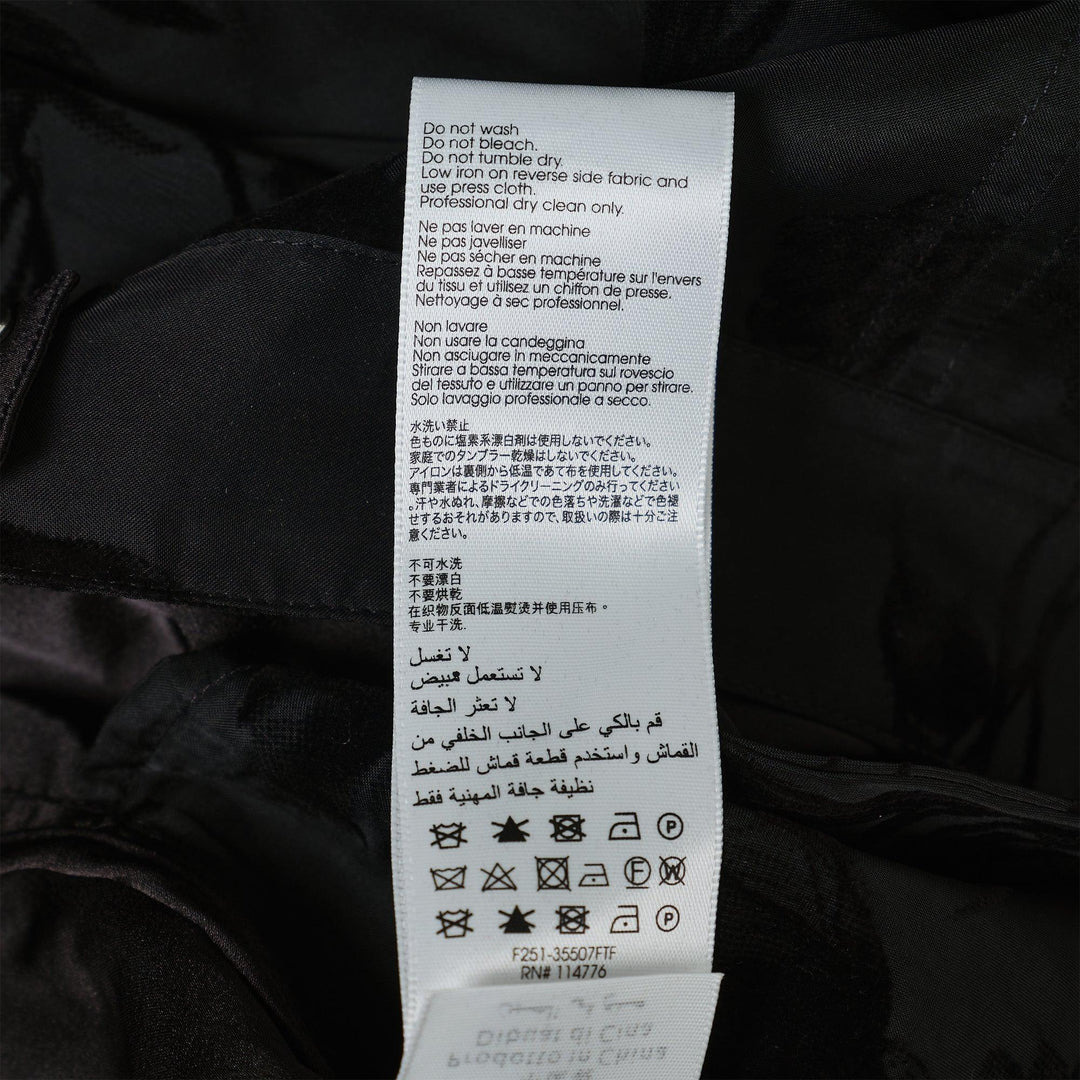 Do not wash
Do not bleach.
Do not tumble dry.
Low iron on reverse side fabric and
use press cloth.
Professional dry clean only.
Ne pas laver en machine
Ne pas javelliser
Ne pas sécher en machine
Repassez à basse température sur l'envers
du tissu et utilisez un chiffon de presse.
Nettoyage à sec professionnel.
Non lavare
Non usare la candeggina
Non asciugare in meccanicamente
Stirare a bassa temperatura sul rovescio
del tessuto e utilizzare un panno per stirare.
Solo lavaggio professionale a secco.
水洗い禁止
色ものに塩素系漂白剤は使用しないでください。
家庭でのタンブラー乾燥はしないでください。
アイロンは裏側から低温であて布を使用してください。
専門業者によるドライクリーニングのみ行ってください
。汗や水ぬれ、摩擦などでの色落ちや洗濯などで色褪
せするおそれがありますので、取扱いの際は十分ご注
意ください。
不可水洗
不要漂白
不要烘乾
在织物反面低温熨烫并使用压布。
专业干洗.
لا تغسل
لا تستعمل مبيض
لا تعثر الجافة
قم بالكي على الجانب الخلفي من
القماش واستخدم قطعة قماش للضغط
نظيفة جافة المهنية فقط
P
F W
P
F251-35507FTF
RN# 114776
Dibuat di Cina
Prodotto in China